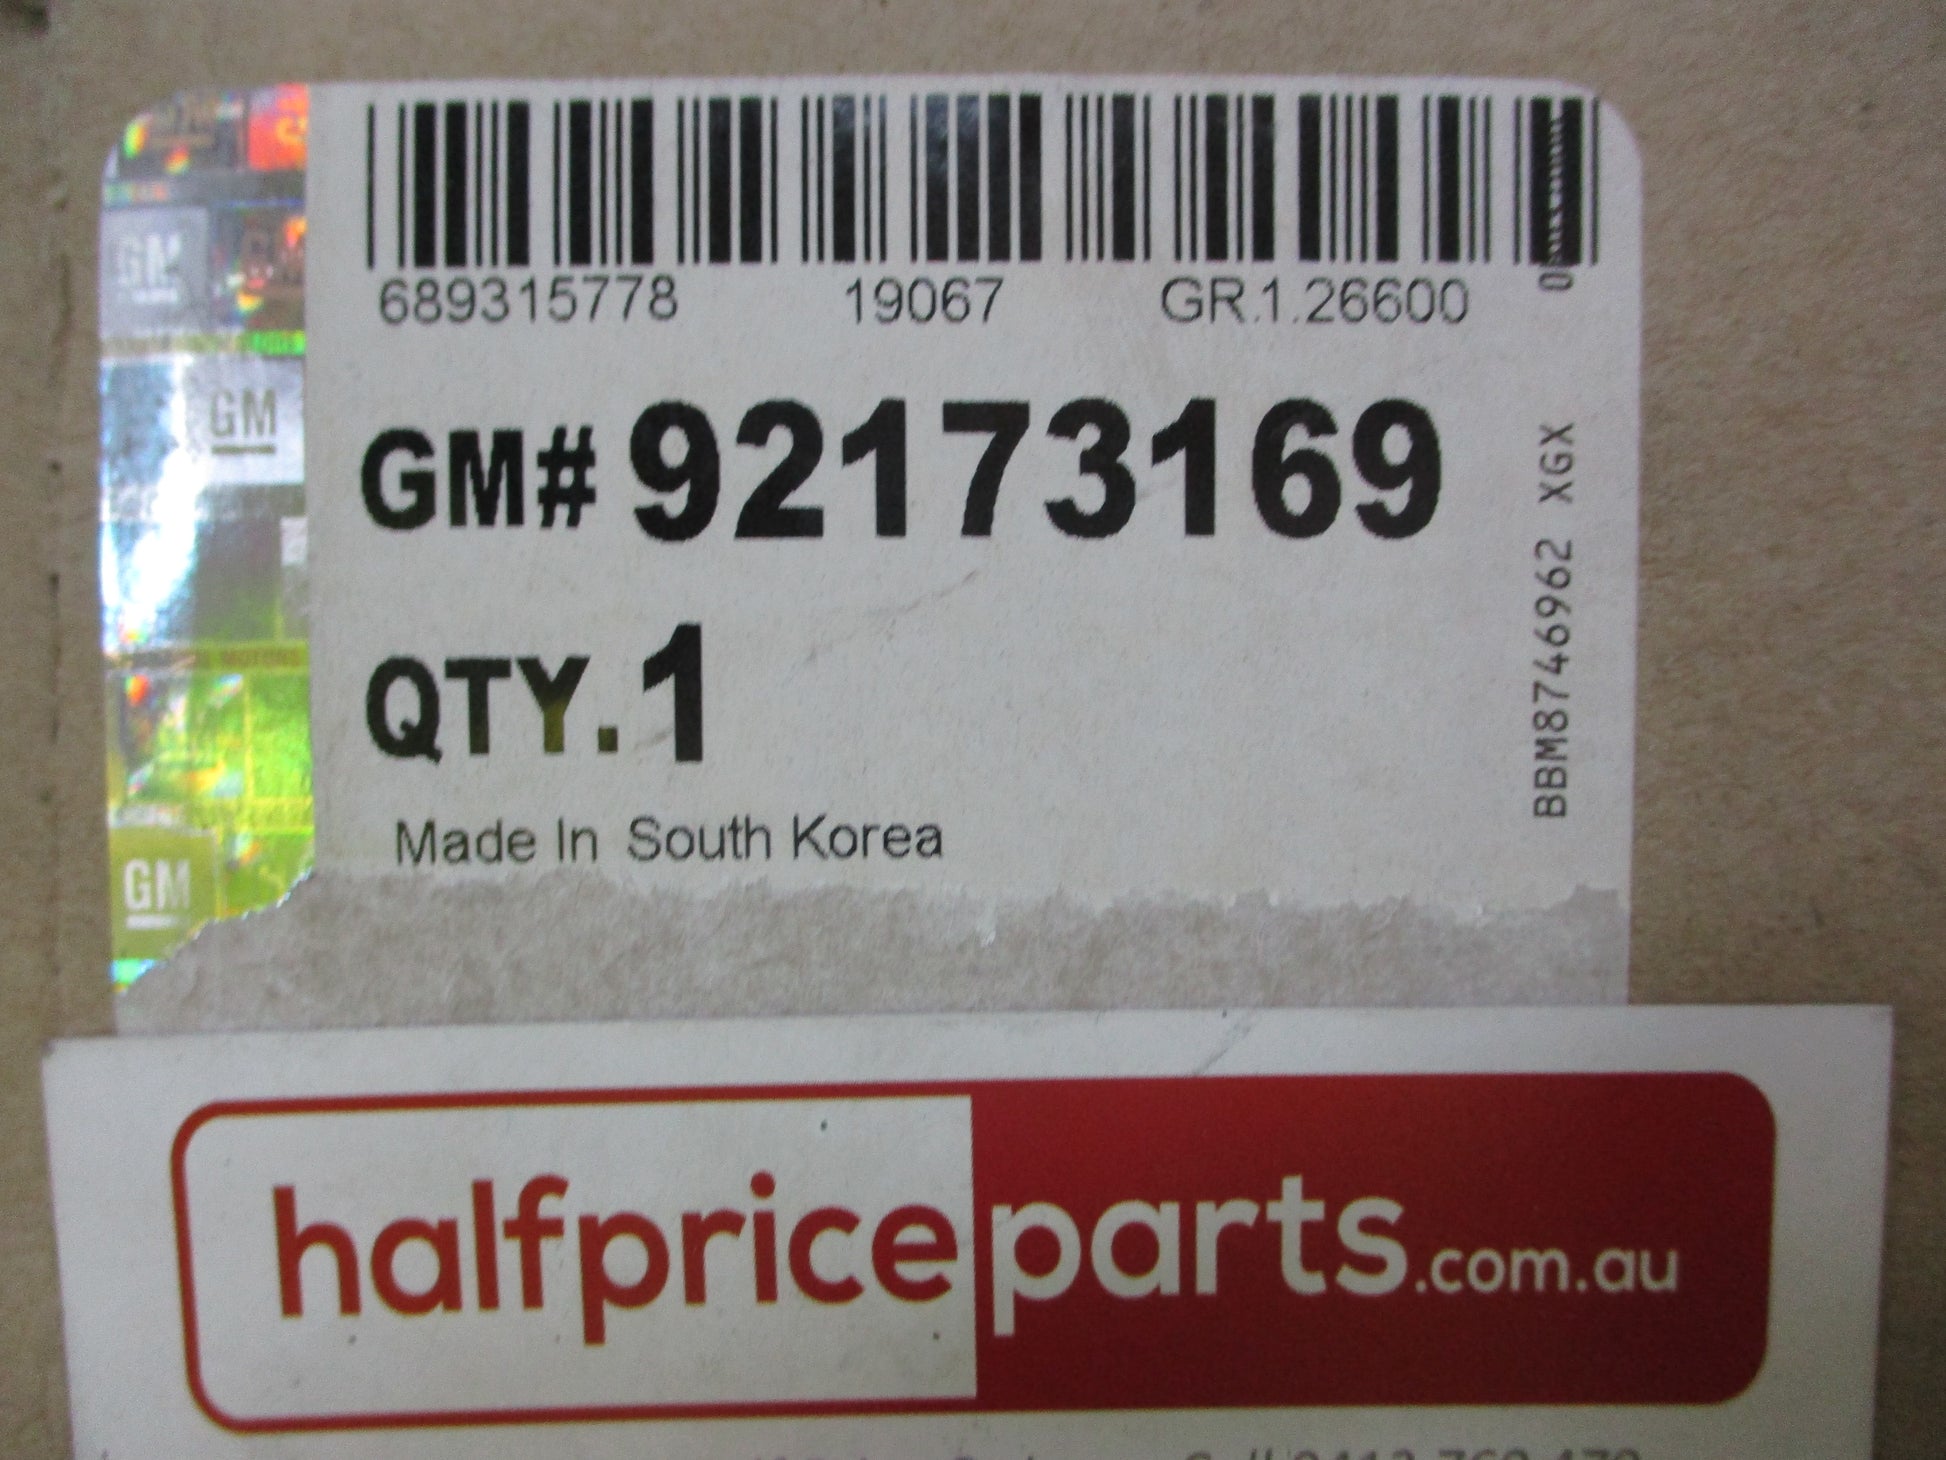 689315778 19067 GR.1.26600
GM# 92173169
QTY. 1
Made In South Korea
BBM8746962 XGX
GM
GM
GM
halfpriceparts.com.au